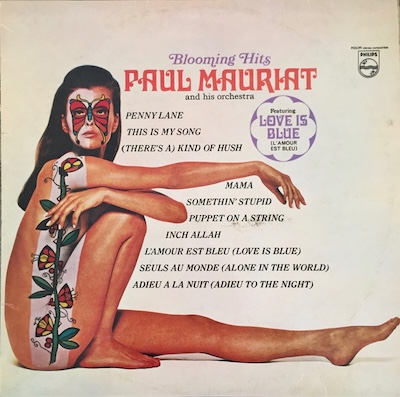 PHILIPS
Blooming Hits
PAUL MAURIAT
and his orchestra
Featuring
LOVE IS
BLUE
(L'AMOUR
EST BLEU)
PENNY LANE
THIS IS MY SONG
(THERE'S A) KIND OF HUSH
MAMA
SOMETHIN' STUPID
PUPPET ON A STRING
INCH ALLAH
L'AMOUR EST BLEU (LOVE IS BLUE)
SEULS AU MONDE (ALONE IN THE WORLD)
ADIEU A LA NUIT (ADIEU TO THE NIGHT)